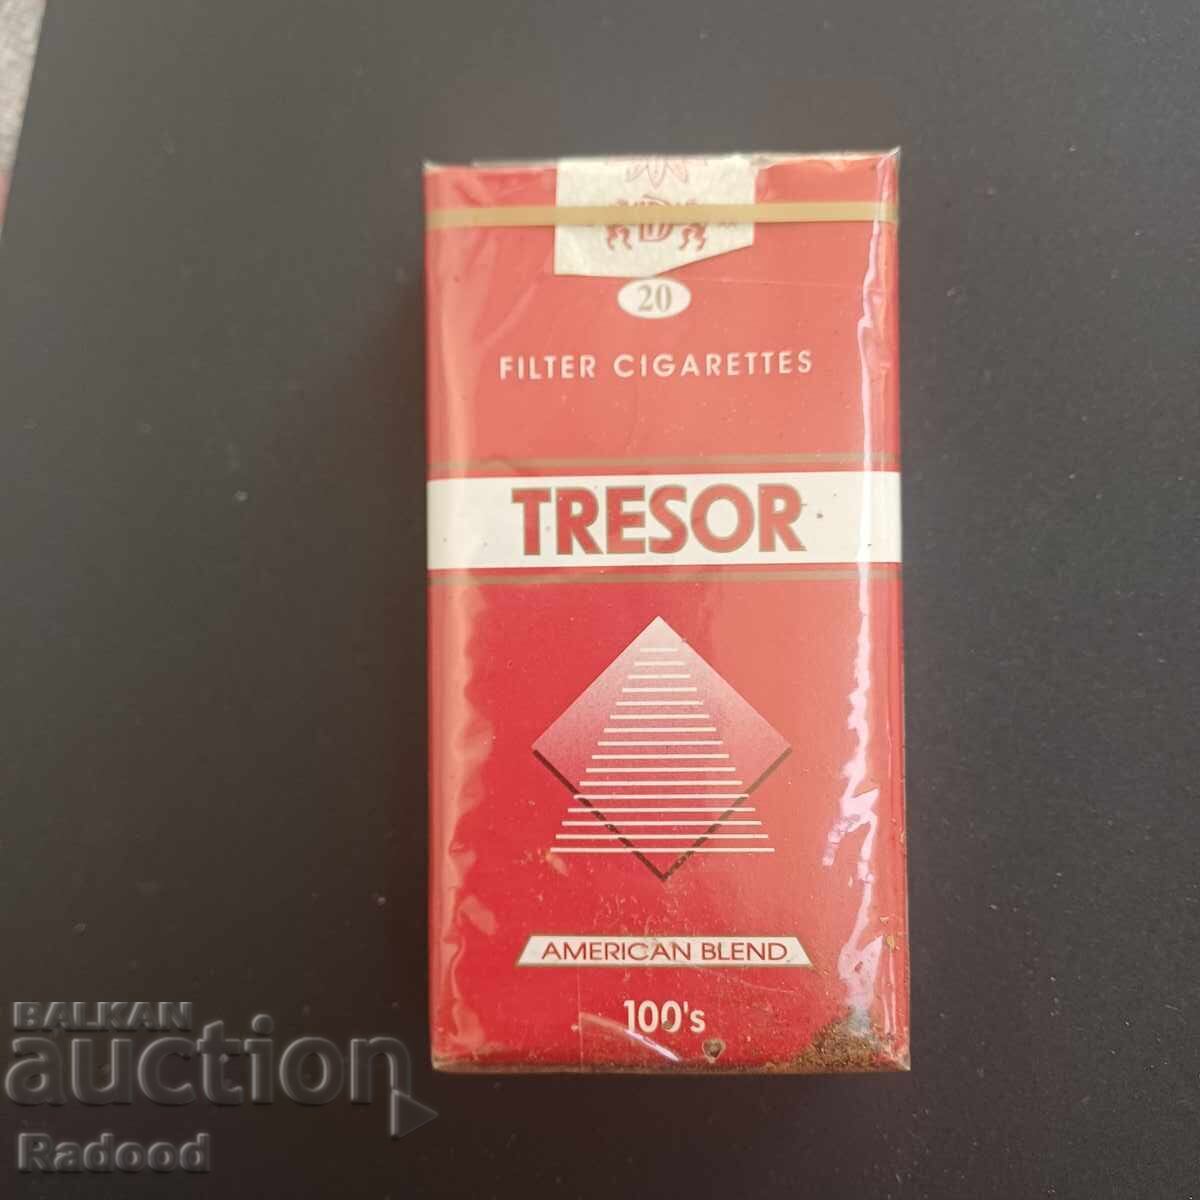 20
FILTER CIGARETTES
TRESOR
AMERICAN BLEND
100's
BALKAN
auction
Radood